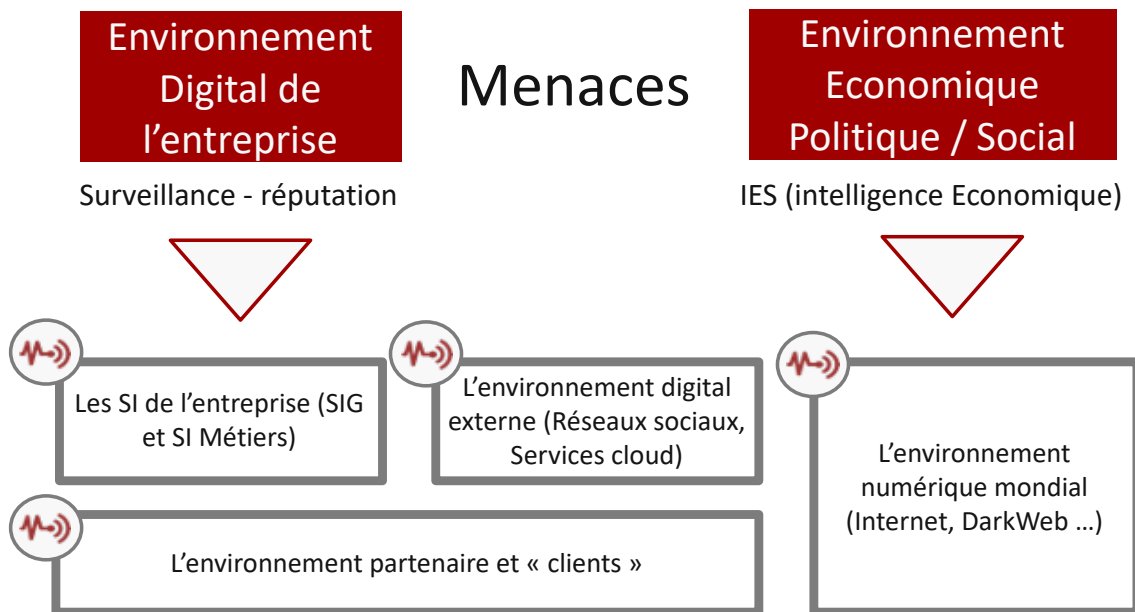 Environnement
Digital de
l'entreprise
Menaces
Environnement
Economique
Politique / Social
Surveillance - réputation
IES (intelligence Economique)
Les SI de l'entreprise (SIG
et SI Métiers)
L'environnement digital
externe (Réseaux sociaux,
Services cloud)
L'environnement
numérique mondial
(Internet, DarkWeb ...)
L'environnement partenaire et « clients »